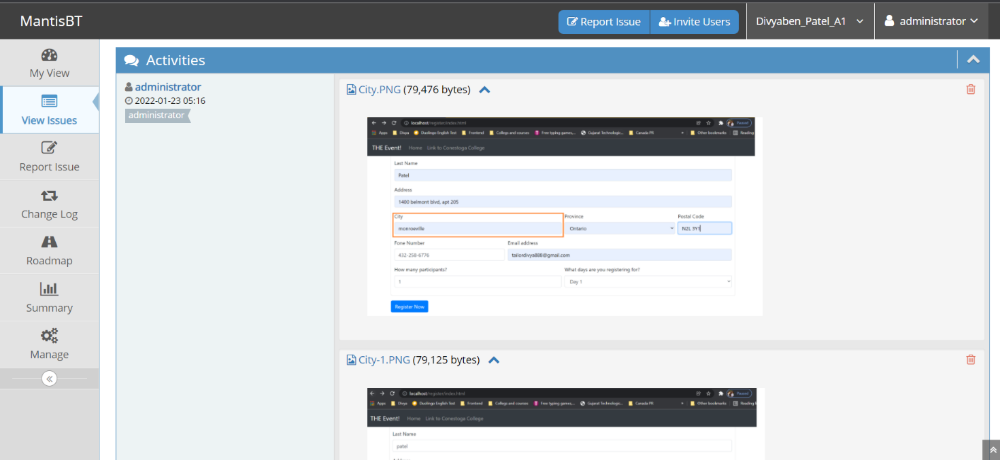 MantisBT
Report Issue
Invite Users
Divyaben_Patel_A1
administrator
My View
View Issues
Report Issue
Change Log
Roadmap
Summary
Manage
Activities
administrator
2022-01-23 05:16
administrator
City.PNG (79,476 bytes)
localhost/register/index.html
Paused
Apps Divya Duolingo English Test Frontend College and courses Free typing games... Gujarat Technologic... Canada PR » Other bookmarks Reading
THE Event! Home Link to Conestoga College
Last Name
Patel
Address
1400 belmont blvd, apt 205
City Province Postal Code
monroeville Ontario N2L 3Y1
Fone Number Email address
432-258-6776 tailordivya888@gmail.com
How many participants? What days are you registering for?
1 Day 1
Register Now
City-1.PNG (79,125 bytes)
localhost/register/index.html
Paused
Apps Divya Duolingo English Test Frontend College and courses Free typing games... Gujarat Technologic... Canada PR » Other bookmarks Reading
THE Event! Home Link to Conestoga College
Last Name
patel